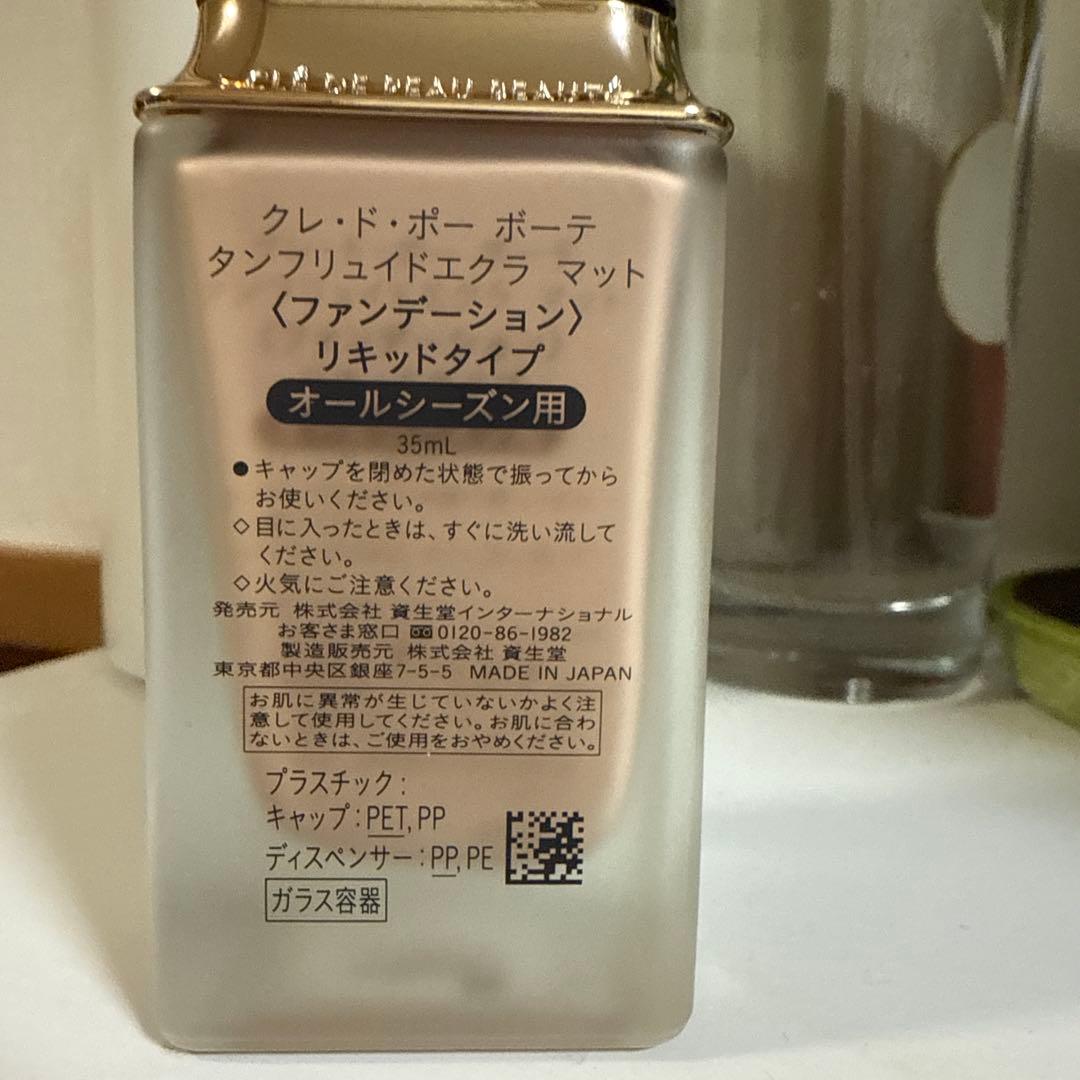 CLÉ DE PEAU BEAUTÉ
クレ・ド・ポー ボーテ
タンフリュイドエクラ マット
〈ファンデーション〉
リキッドタイプ
オールシーズン用
35mL
●キャップを閉めた状態で振ってから
お使いください。
◇目に入ったときは、すぐに洗い流して
ください。
◇火気にご注意ください。
発売元 株式会社 資生堂インターナショナル
お客さま窓口 0120-86-1982
製造販売元 株式会社 資生堂
東京都中央区銀座7-5-5 MADE IN JAPAN
お肌に異常が生じていないかよく注
意して使用してください。お肌に合わ
ないときは、ご使用をおやめください。
プラスチック:
キャップ:PET,PP
ディスペンサー:PP,PE
ガラス容器